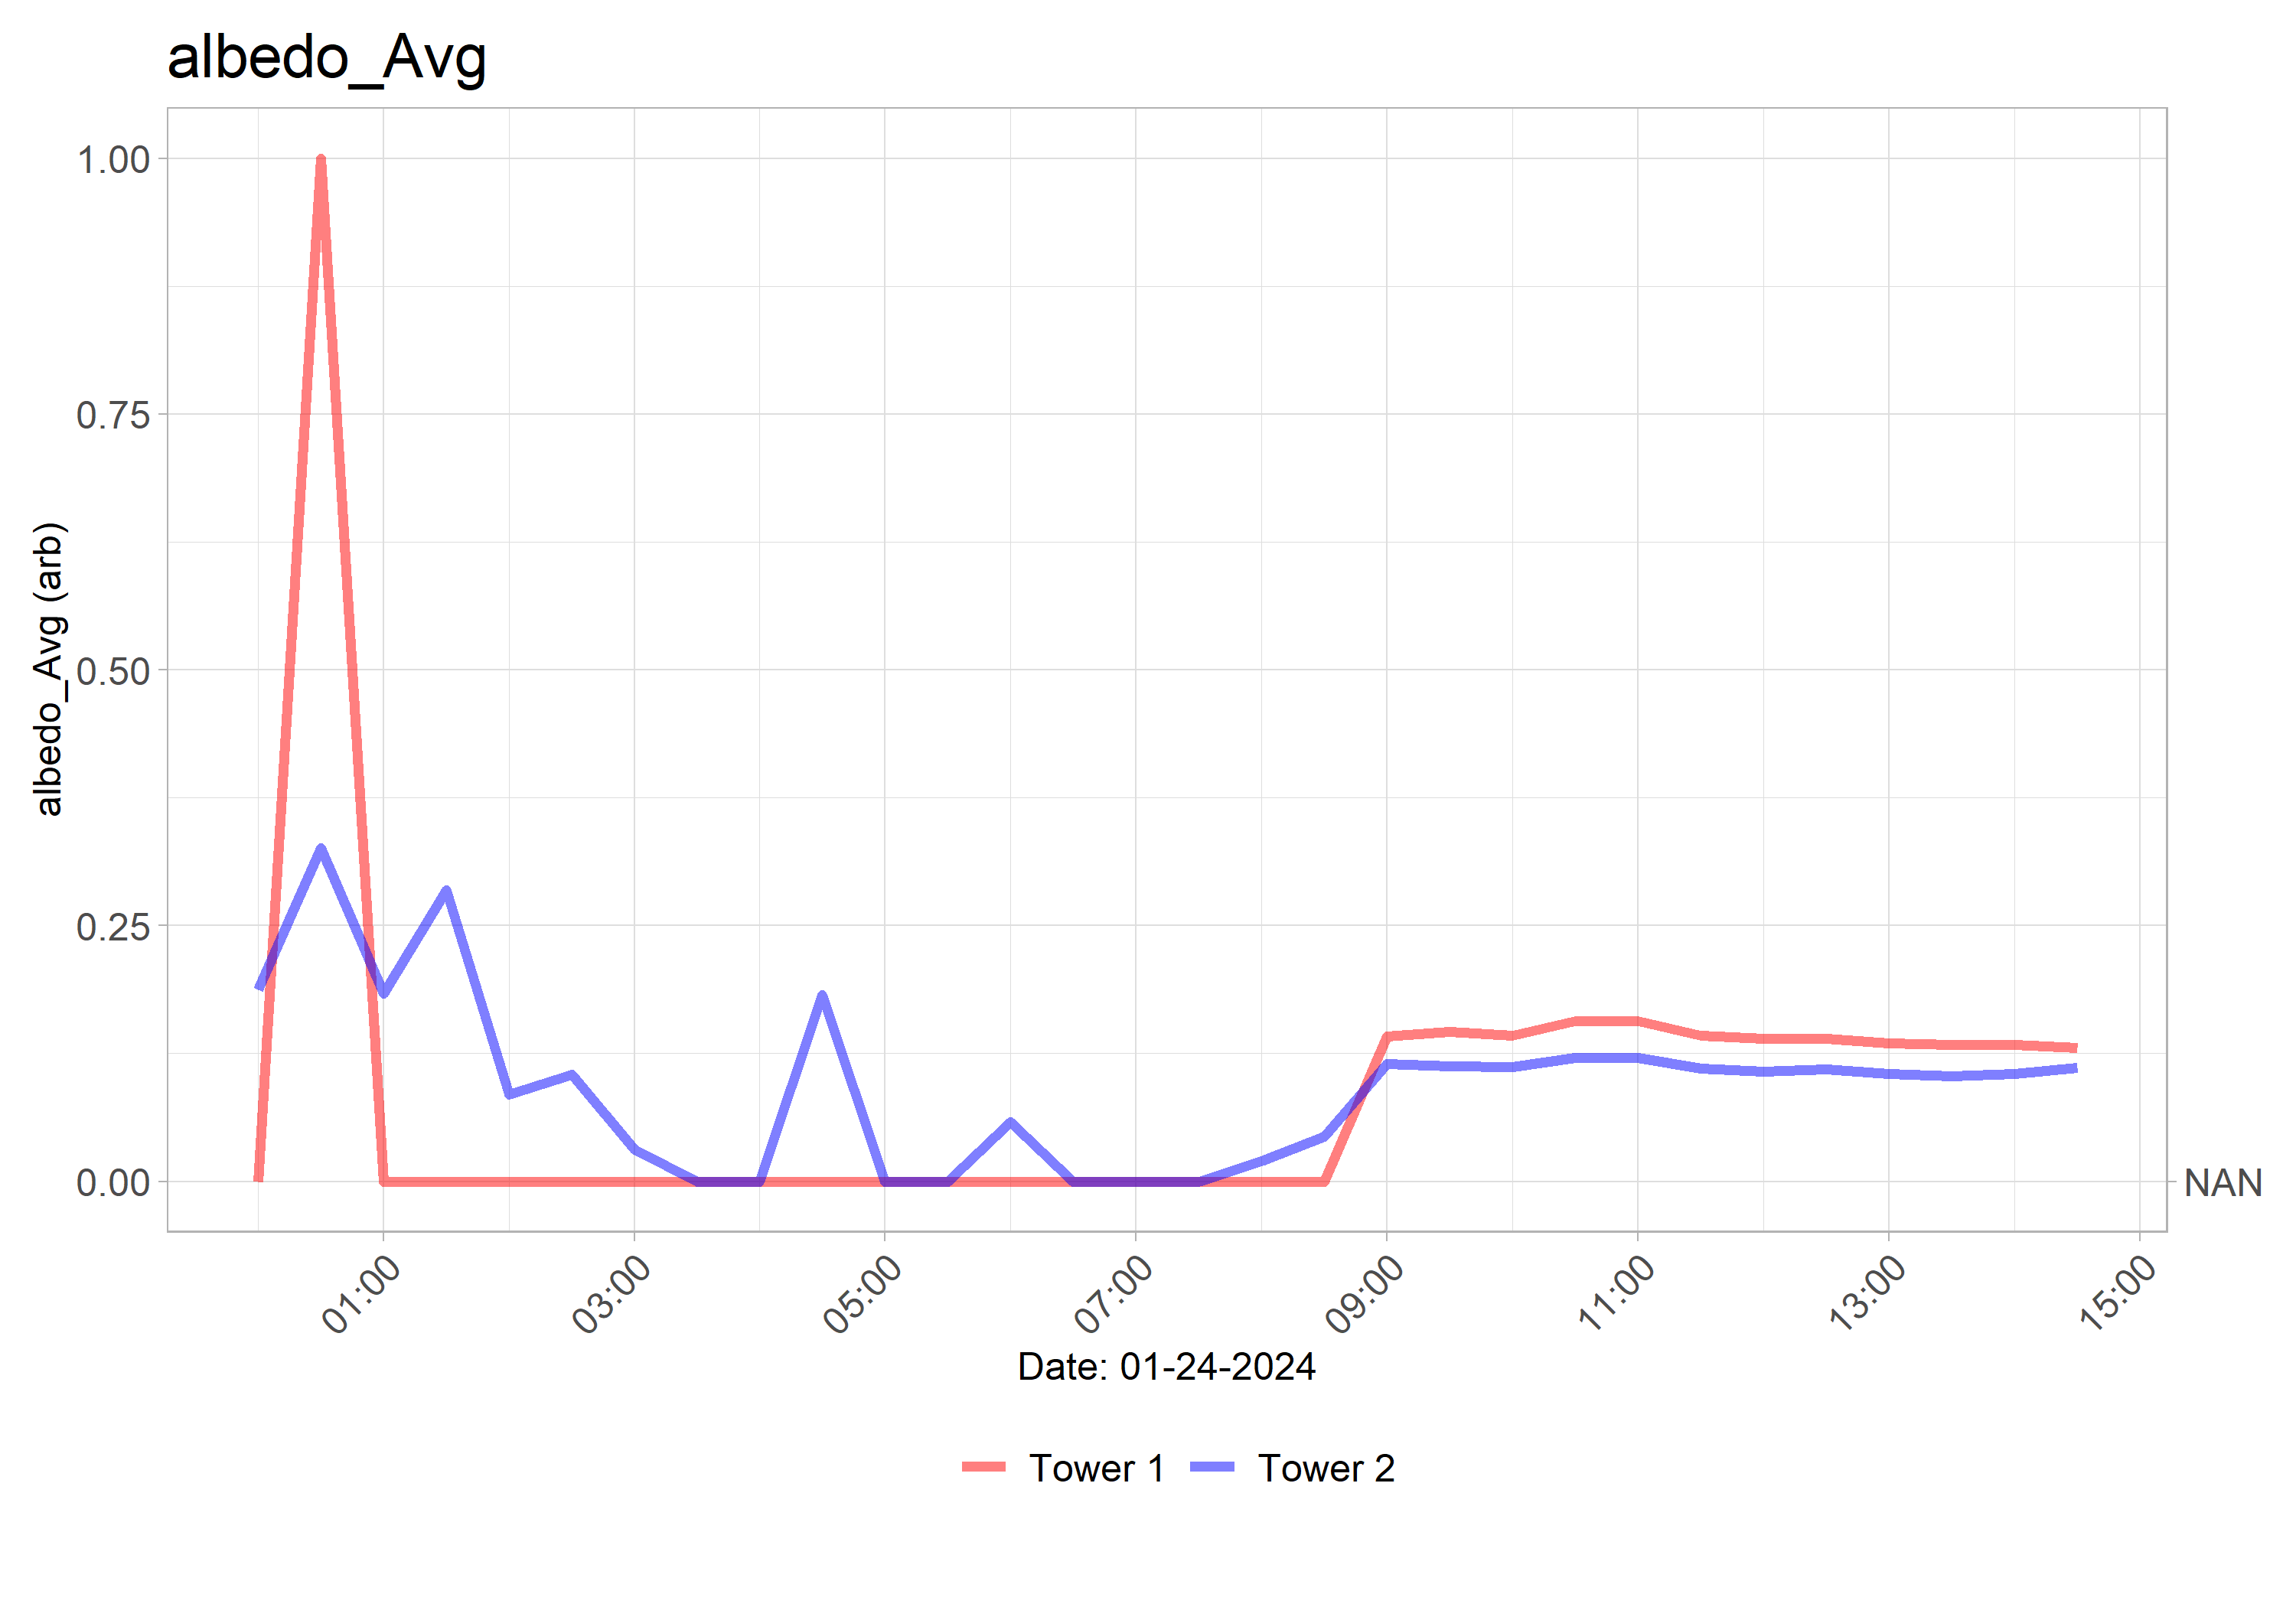 albedo_Avg
albedo_Avg (arb)
1.00
0.75
0.50
0.25
0.00
NAN
01:00
03:00
05:00
07:00
09:00
11:00
13:00
15:00
Date: 01-24-2024
Tower 1
Tower 2